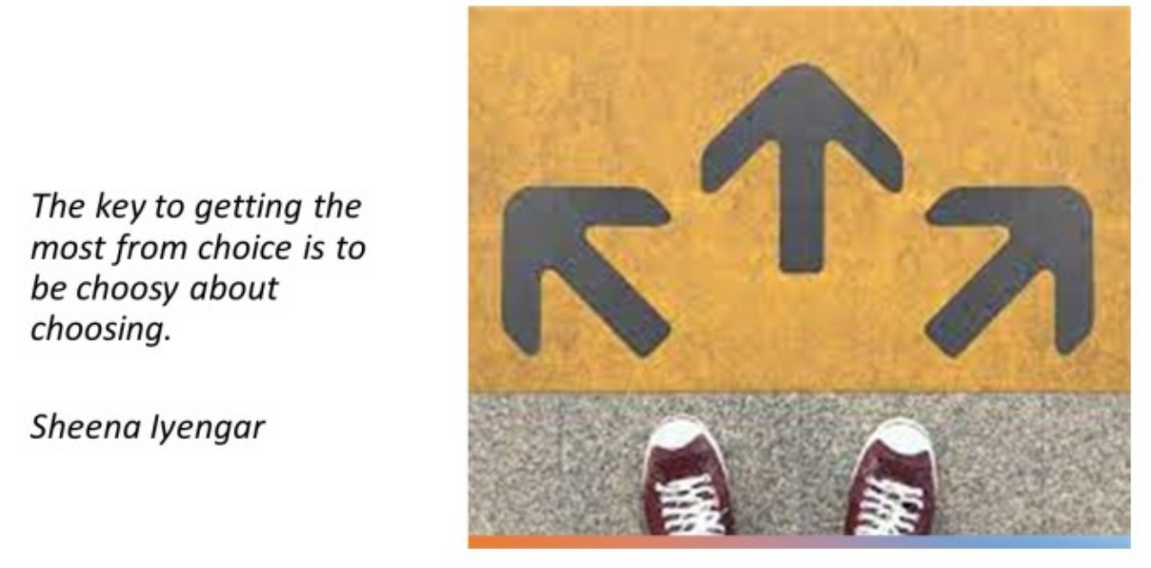 The key to getting the
most from choice is to
be choosy about
choosing.
Sheena Iyengar